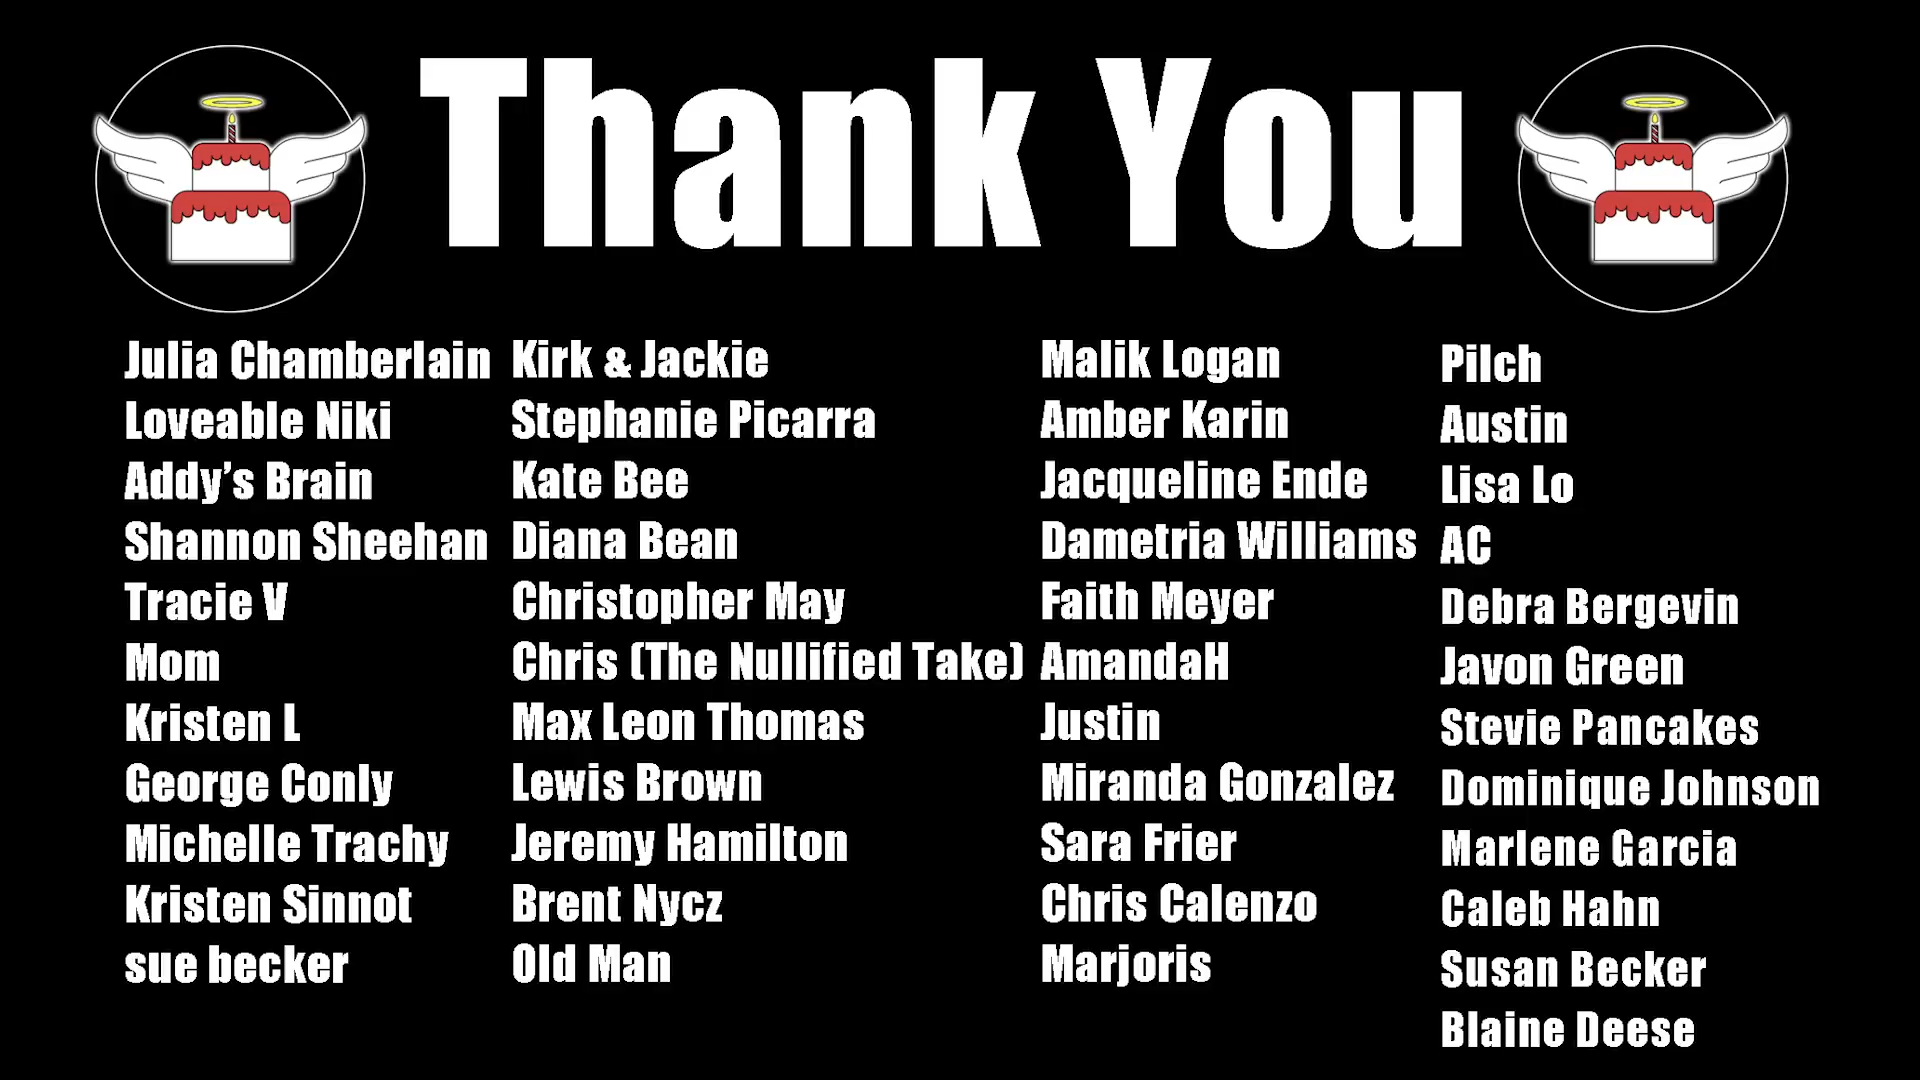 Thank You
Julia Chamberlain
Loveable Niki
Addy’s Brain
Shannon Sheehan
Tracie V
Mom
Kristen L
George Conly
Michelle Trachy
Kristen Sinnot
sue becker
Kirk & Jackie
Stephanie Picarra
Kate Bee
Diana Bean
Christopher May
Chris (The Nullified Take)
Max Leon Thomas
Lewis Brown
Jeremy Hamilton
Brent Nycz
Old Man
Malik Logan
Amber Karin
Jacqueline Ende
Dametria Williams
Faith Meyer
AmandaH
Justin
Miranda Gonzalez
Sara Frier
Chris Calenzo
Marjoris
Pilch
Austin
Lisa Lo
AC
Debra Bergevin
Javon Green
Stevie Pancakes
Dominique Johnson
Marlene Garcia
Caleb Hahn
Susan Becker
Blaine Deese